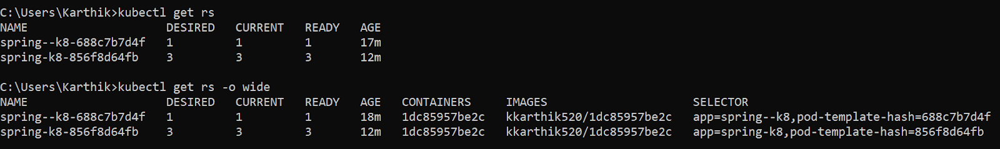 C:\Users\Karthik>kubectl get rs
NAME                  DESIRED   CURRENT   READY   AGE
spring--k8-688c7b7d4f   1         1         1       17m
spring-k8-856f8d64fb    3         3         3       12m
C:\Users\Karthik>kubectl get rs -o wide
NAME                  DESIRED   CURRENT   READY   AGE   CONTAINERS     IMAGES                   SELECTOR
spring--k8-688c7b7d4f   1         1         1       18m   1dc85957be2c   kkarthik520/1dc85957be2c   app=spring--k8,pod-template-hash=688c7b7d4f
spring-k8-856f8d64fb    3         3         3       12m   1dc85957be2c   kkarthik520/1dc85957be2c   app=spring-k8,pod-template-hash=856f8d64fb